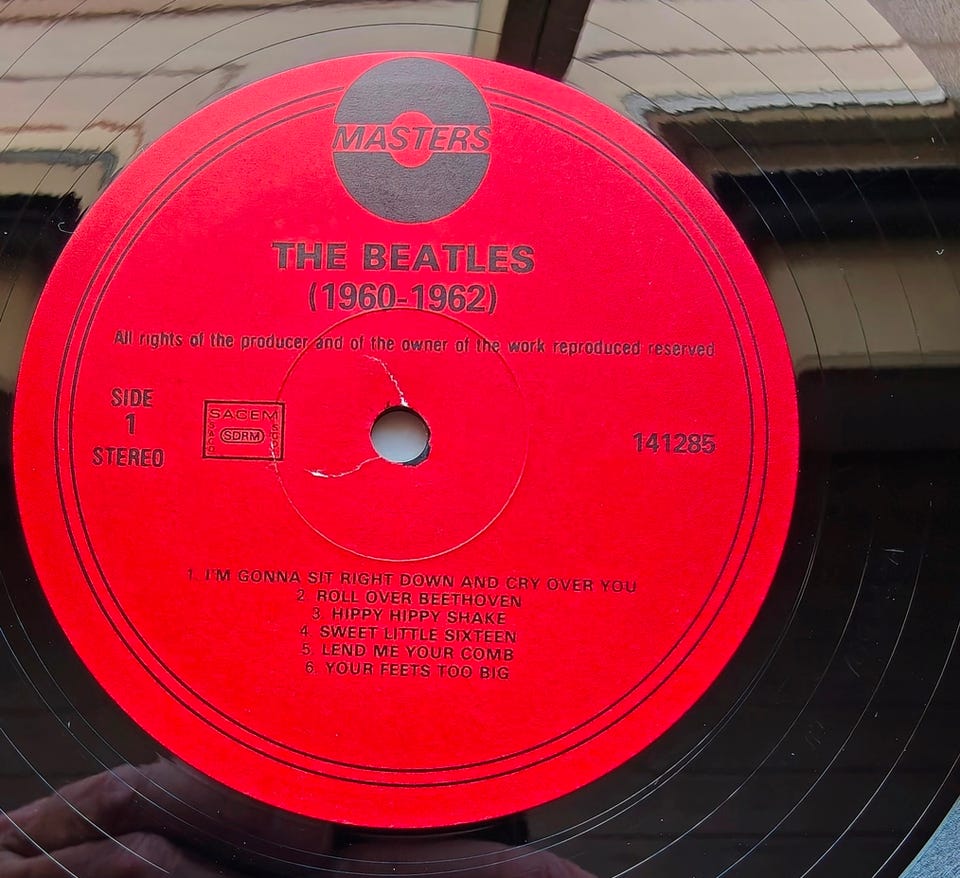 MASTERS
THE BEATLES
(1960-1962)
All rights of the producer and of the owner of the work reproduced reserved
SIDE
1
STEREO
SACEM
SACD
SDRM
SGDL
141285
1. I'M GONNA SIT RIGHT DOWN AND CRY OVER YOU
2. ROLL OVER BEETHOVEN
3. HIPPY HIPPY SHAKE
4. SWEET LITTLE SIXTEEN
5. LEND ME YOUR COMB
6. YOUR FEETS TOO BIG